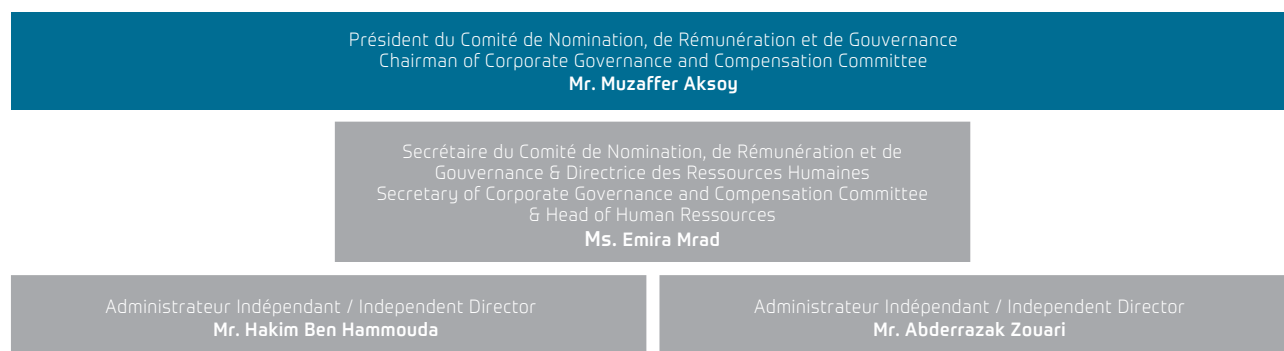 Président du Comité de Nomination, de Rémunération et de Gouvernance
Chairman of Corporate Governance and Compensation Committee
Mr. Muzaffer Aksoy
Secrétaire du Comité de Nomination, de Rémunération et de
Gouvernance & Directrice des Ressources Humaines
Secretary of Corporate Governance and Compensation Committee
& Head of Human Ressources
Ms. Emira Mrad
Administrateur Indépendant / Independent Director
Mr. Hakim Ben Hammouda
Administrateur Indépendant / Independent Director
Mr. Abderrazak Zouari